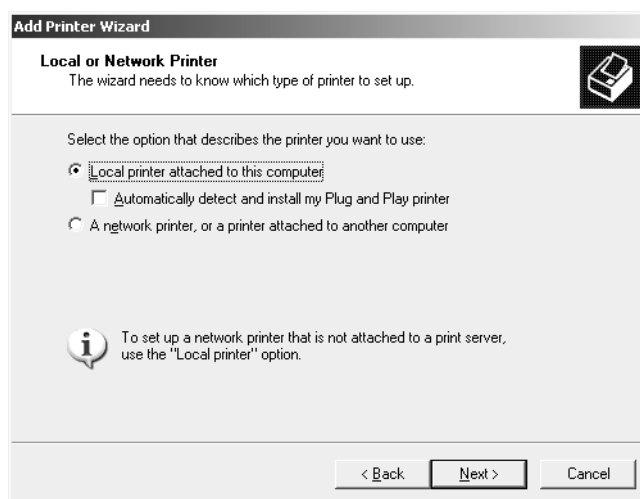 Add Printer Wizard
Local or Network Printer
The wizard needs to know which type of printer to set up.
Select the option that describes the printer you want to use:
Local printer attached to this computer
Automatically detect and install my Plug and Play printer
A network printer, or a printer attached to another computer
To set up a network printer that is not attached to a print server,
use the "Local printer" option.
< Back Next > Cancel